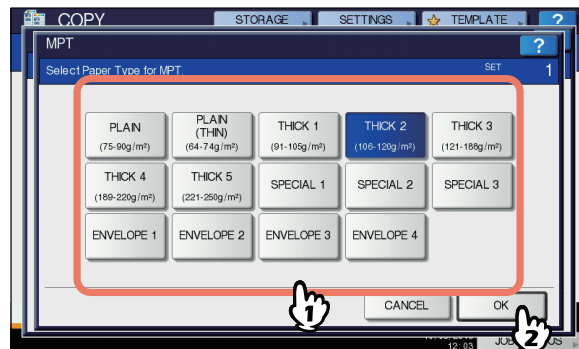 COPY STORAGE SETTINGS TEMPLATE ?
MPT ?
Select Paper Type for MPT. SET 1
PLAIN
(75-90g/m²)
PLAIN
(THIN)
(64-74g/m²)
THICK 1
(91-105g/m²)
THICK 2
(106-120g/m²)
THICK 3
(121-188g/m²)
THICK 4
(189-220g/m²)
THICK 5
(221-250g/m²)
SPECIAL 1
SPECIAL 2
SPECIAL 3
ENVELOPE 1
ENVELOPE 2
ENVELOPE 3
ENVELOPE 4
1
CANCEL
OK
2
12:03